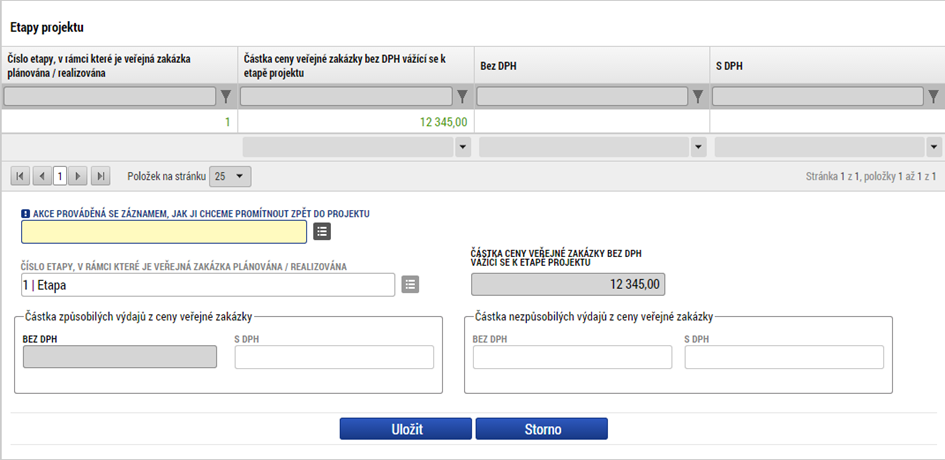 Etapy projektu
Číslo etapy, v rámci které je veřejná zakázka
plánována / realizována
Částka ceny veřejné zakázky bez DPH vážící se k
etapě projektu
Bez DPH
S DPH
1
12 345,00
1
Položek na stránku
25
Stránka 1 z 1, položky 1 až 1 z 1
AKCE PROVÁDĚNÁ SE ZÁZNAMEM, JAK JI CHCEME PROMÍTNOUT ZPĚT DO PROJEKTU
ČÍSLO ETAPY, V RÁMCI KTERÉ JE VEŘEJNÁ ZAKÁZKA PLÁNOVÁNA / REALIZOVÁNA
1 | Etapa
ČÁSTKA CENY VEŘEJNÉ ZAKÁZKY BEZ DPH
VÁŽÍCÍ SE K ETAPĚ PROJEKTU
12 345,00
Částka způsobilých výdajů z ceny veřejné zakázky
BEZ DPH
S DPH
Částka nezpůsobilých výdajů z ceny veřejné zakázky
BEZ DPH
S DPH
Uložit
Storno